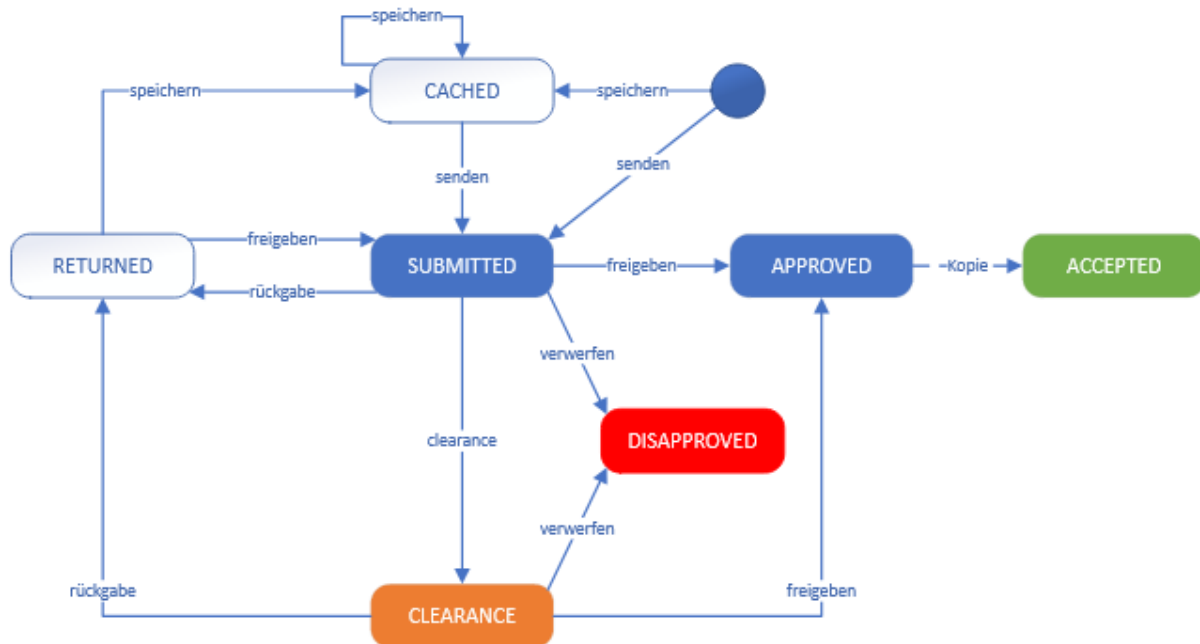 speichern
speichern
CACHED
speichern
senden
senden
RETURNED
freigeben
SUBMITTED
freigeben
APPROVED
Kopie
ACCEPTED
rückgabe
verwerfen
clearance
DISAPPROVED
verwerfen
rückgabe
CLEARANCE
freigeben